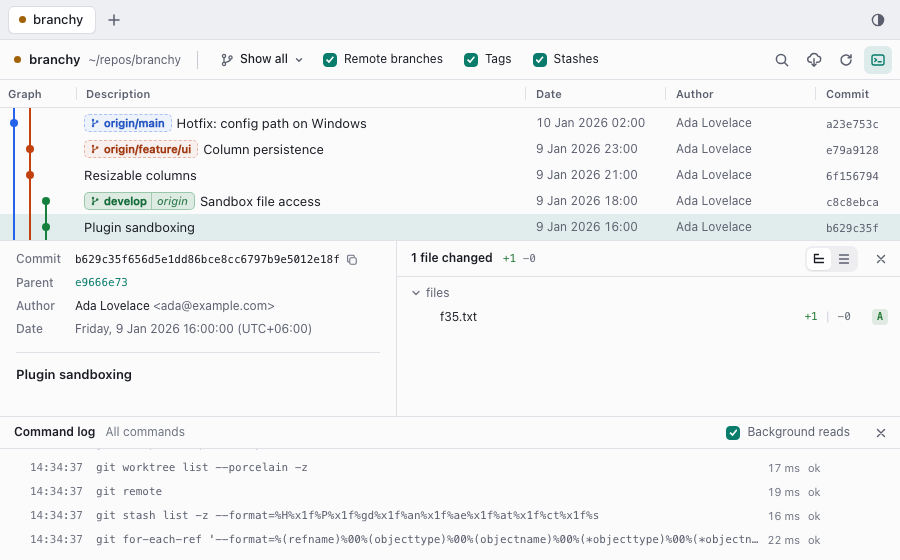 branchy
branchy ~/repos/branchy Show all Remote branches Tags Stashes
Graph Description Date Author Commit
origin/main Hotfix: config path on Windows 10 Jan 2026 02:00 Ada Lovelace a23e753c
origin/feature/ui Column persistence 9 Jan 2026 23:00 Ada Lovelace e79a9128
Resizable columns 9 Jan 2026 21:00 Ada Lovelace 6f156794
develop origin Sandbox file access 9 Jan 2026 18:00 Ada Lovelace c8c8ebca
Plugin sandboxing 9 Jan 2026 16:00 Ada Lovelace b629c35f
Commit b629c35f656d5e1dd86bce8cc6797b9e5012e18f
Parent e9666e73
Author Ada Lovelace <ada@example.com>
Date Friday, 9 Jan 2026 16:00:00 (UTC+06:00)
Plugin sandboxing
1 file changed +1 −0
files
f35.txt +1 | −0 A
Command log All commands Background reads
14:34:37 git worktree list --porcelain -z 17 ms ok
14:34:37 git remote 19 ms ok
14:34:37 git stash list -z --format=%H%x1f%P%x1f%gd%x1f%an%x1f%ae%x1f%at%x1f%ct%x1f%s 16 ms ok
14:34:37 git for-each-ref '--format=%(refname)%00%(objecttype)%00(objectname)%00%(*objecttype)%00%(*objectn… 22 ms ok